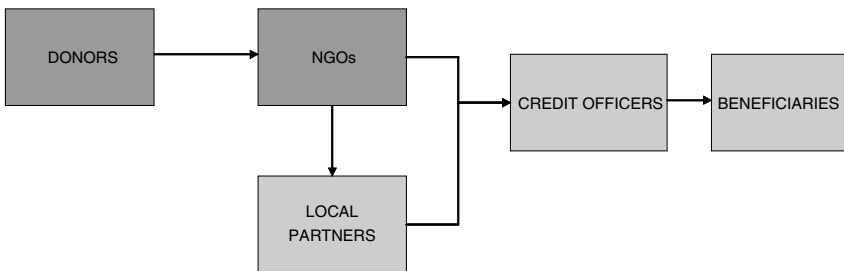 DONORS
NGOs
CREDIT OFFICERS
BENEFICIARIES
LOCAL
PARTNERS